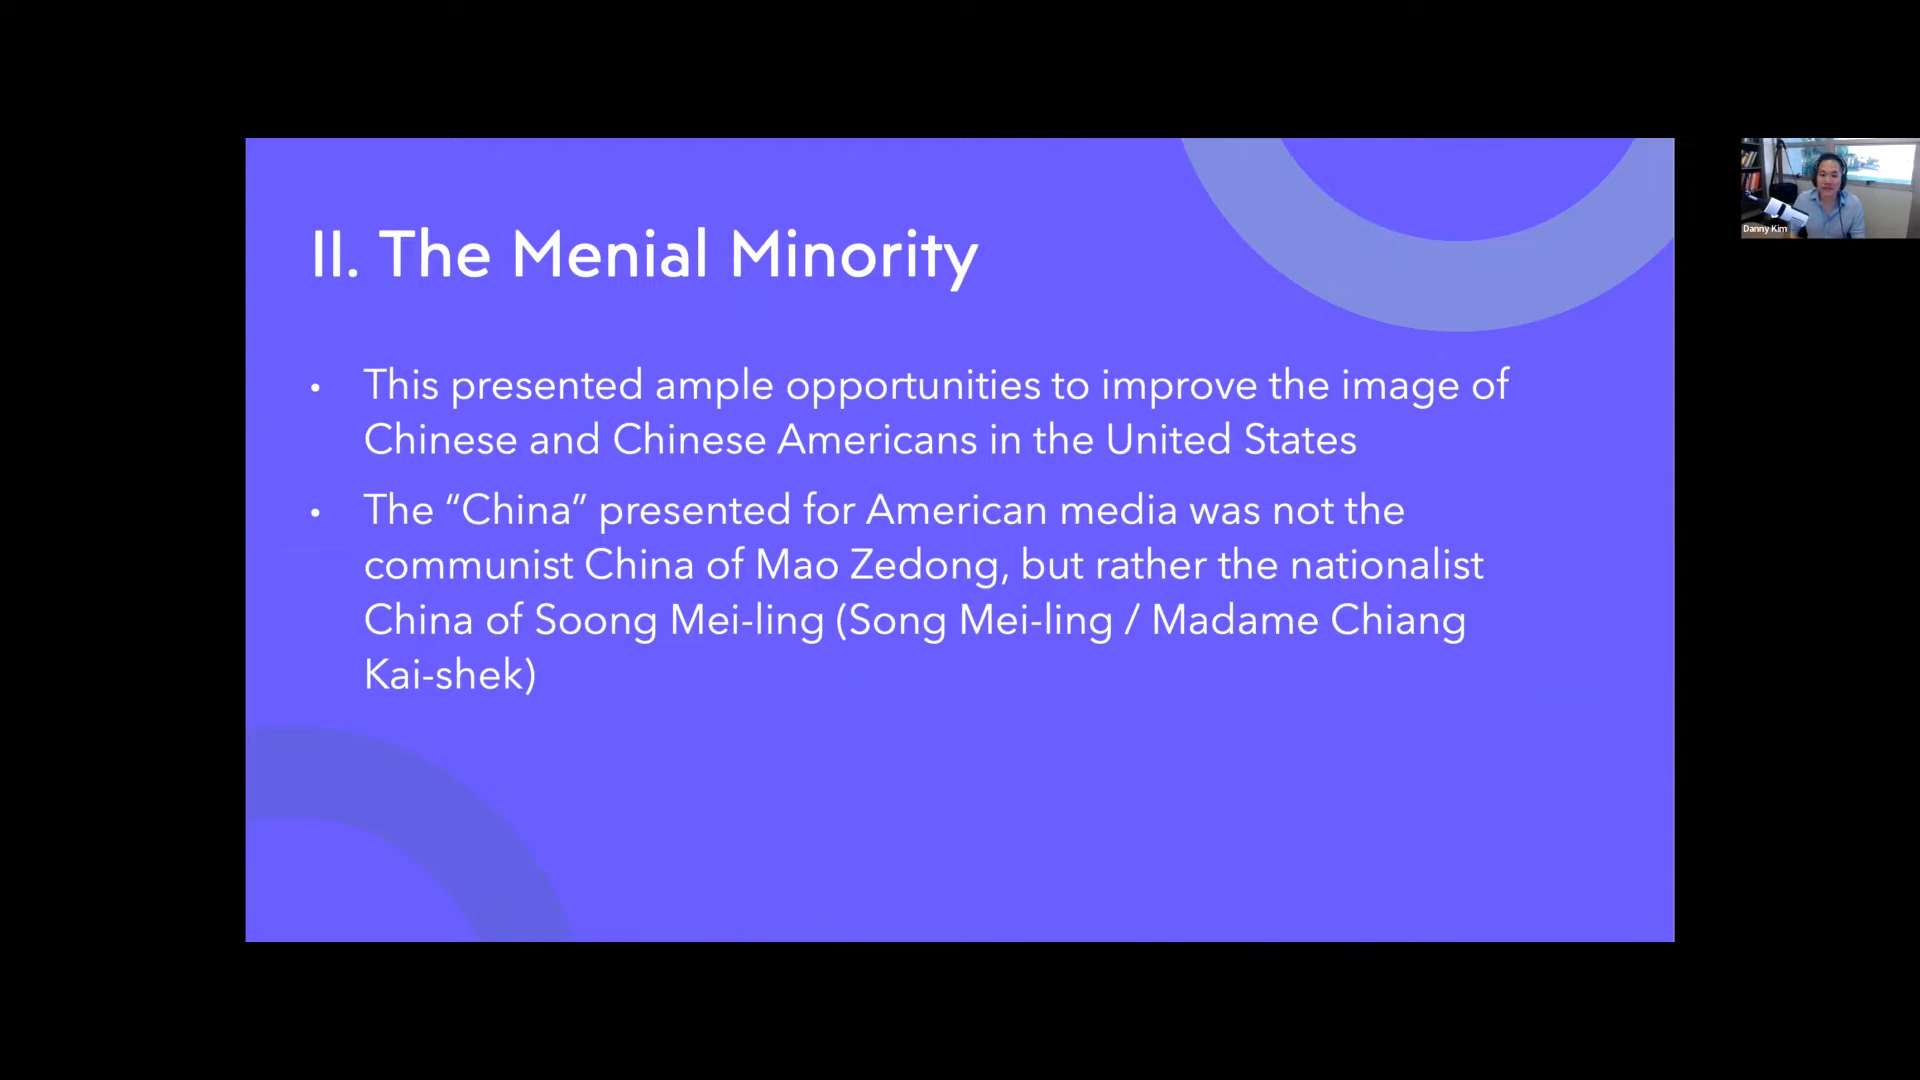 II. The Menial Minority
• This presented ample opportunities to improve the image of
Chinese and Chinese Americans in the United States
• The “China” presented for American media was not the
communist China of Mao Zedong, but rather the nationalist
China of Soong Mei-ling (Song Mei-ling / Madame Chiang
Kai-shek)
Danny Kim